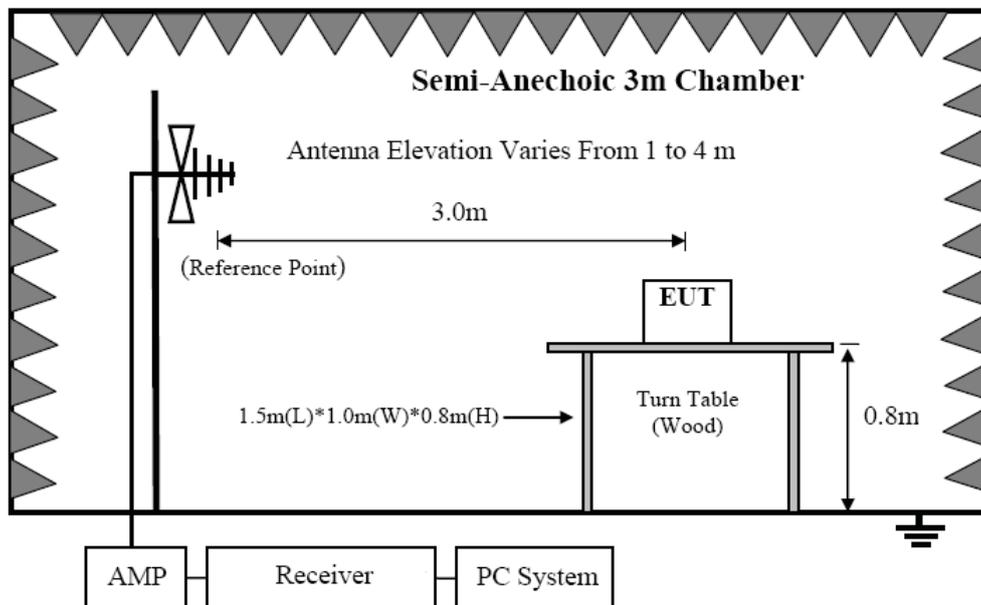 Semi-Anechoic 3m Chamber
Antenna Elevation Varies From 1 to 4 m
3.0m
(Reference Point)
EUT
1.5m(L)*1.0m(W)*0.8m(H)
Turn Table
(Wood)
0.8m
AMP
Receiver
PC System